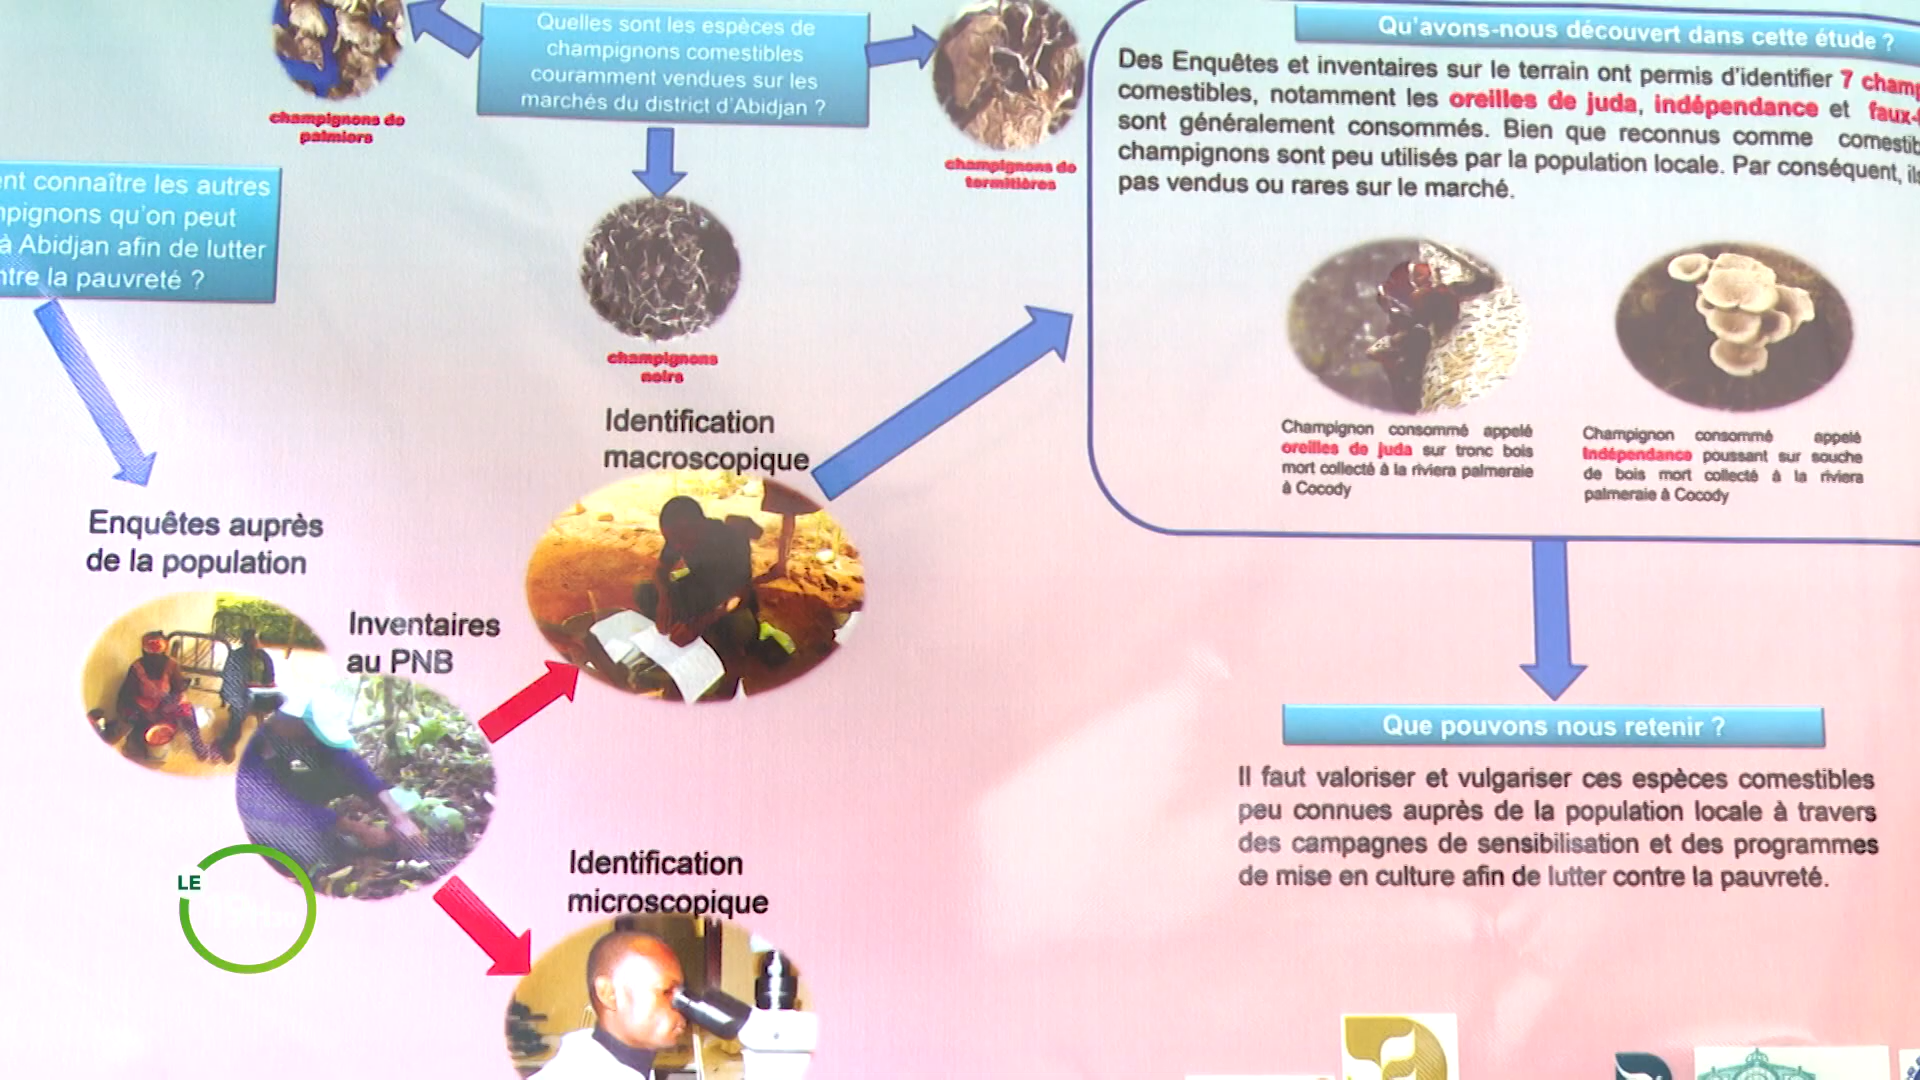 Quelles sont les espèces de
champignons comestibles
couramment vendues sur les
marchés du district d'Abidjan ?
champignons de
palmiers
champignons de
termitières
champignons
noirs
connaître les autres
qu'on peut
à Abidjan afin de lutter
la pauvreté ?
Enquêtes auprès
de la population
Inventaires
au PNB
Identification
macroscopique
Identification
microscopique
Qu'avons-nous découvert dans cette étude ?
Des Enquêtes et inventaires sur le terrain ont permis d'identifier 7
comestibles, notamment les oreilles de juda, indépendance et
sont généralement consommés. Bien que reconnus comme
champignons sont peu utilisés par la population locale. Par conséquent,
pas vendus ou rares sur le marché.
Champignon consommé appelé
oreilles de juda sur tronc bois
mort collecté à la riviera palmeraie
à Cocody
Champignon consommé appelé
Indépendance poussant sur souche
de bois mort collecté à la riviera
palmeraie à Cocody
Que pouvons nous retenir ?
Il faut valoriser et vulgariser ces espèces comestibles
peu connues auprès de la population locale à travers
des campagnes de sensibilisation et des programmes
de mise en culture afin de lutter contre la pauvreté.
LE